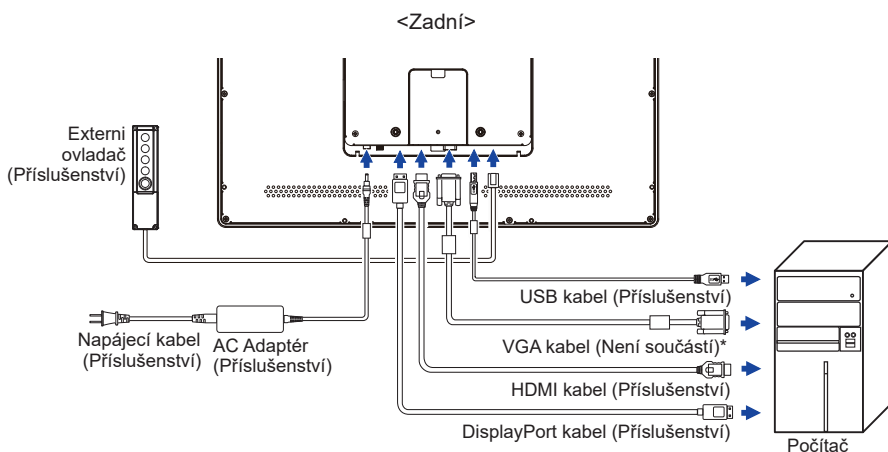 <Zadní>
Externi
ovladač
(Příslušenství)
Napájecí kabel
(Příslušenství)
AC Adaptér
(Příslušenství)
USB kabel (Příslušenství)
VGA kabel (Není součástí)*
HDMI kabel (Příslušenství)
DisplayPort kabel (Příslušenství)
Počítač